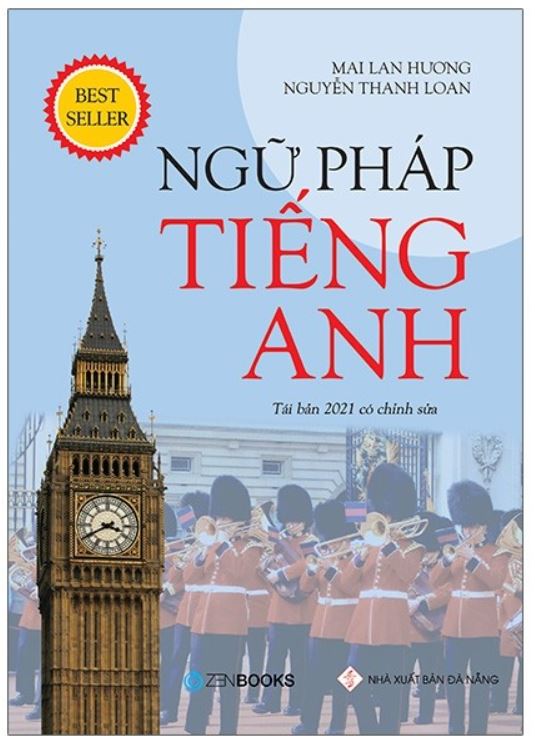 MAI LAN HƯƠNG
NGUYỄN THANH LOAN
BEST
SELLER
NGỮ PHÁP
TIẾNG
ANH
Tái bản 2021 có chỉnh sửa
ZENBOOKS
NHÀ XUẤT BẢN ĐÀ NẴNG